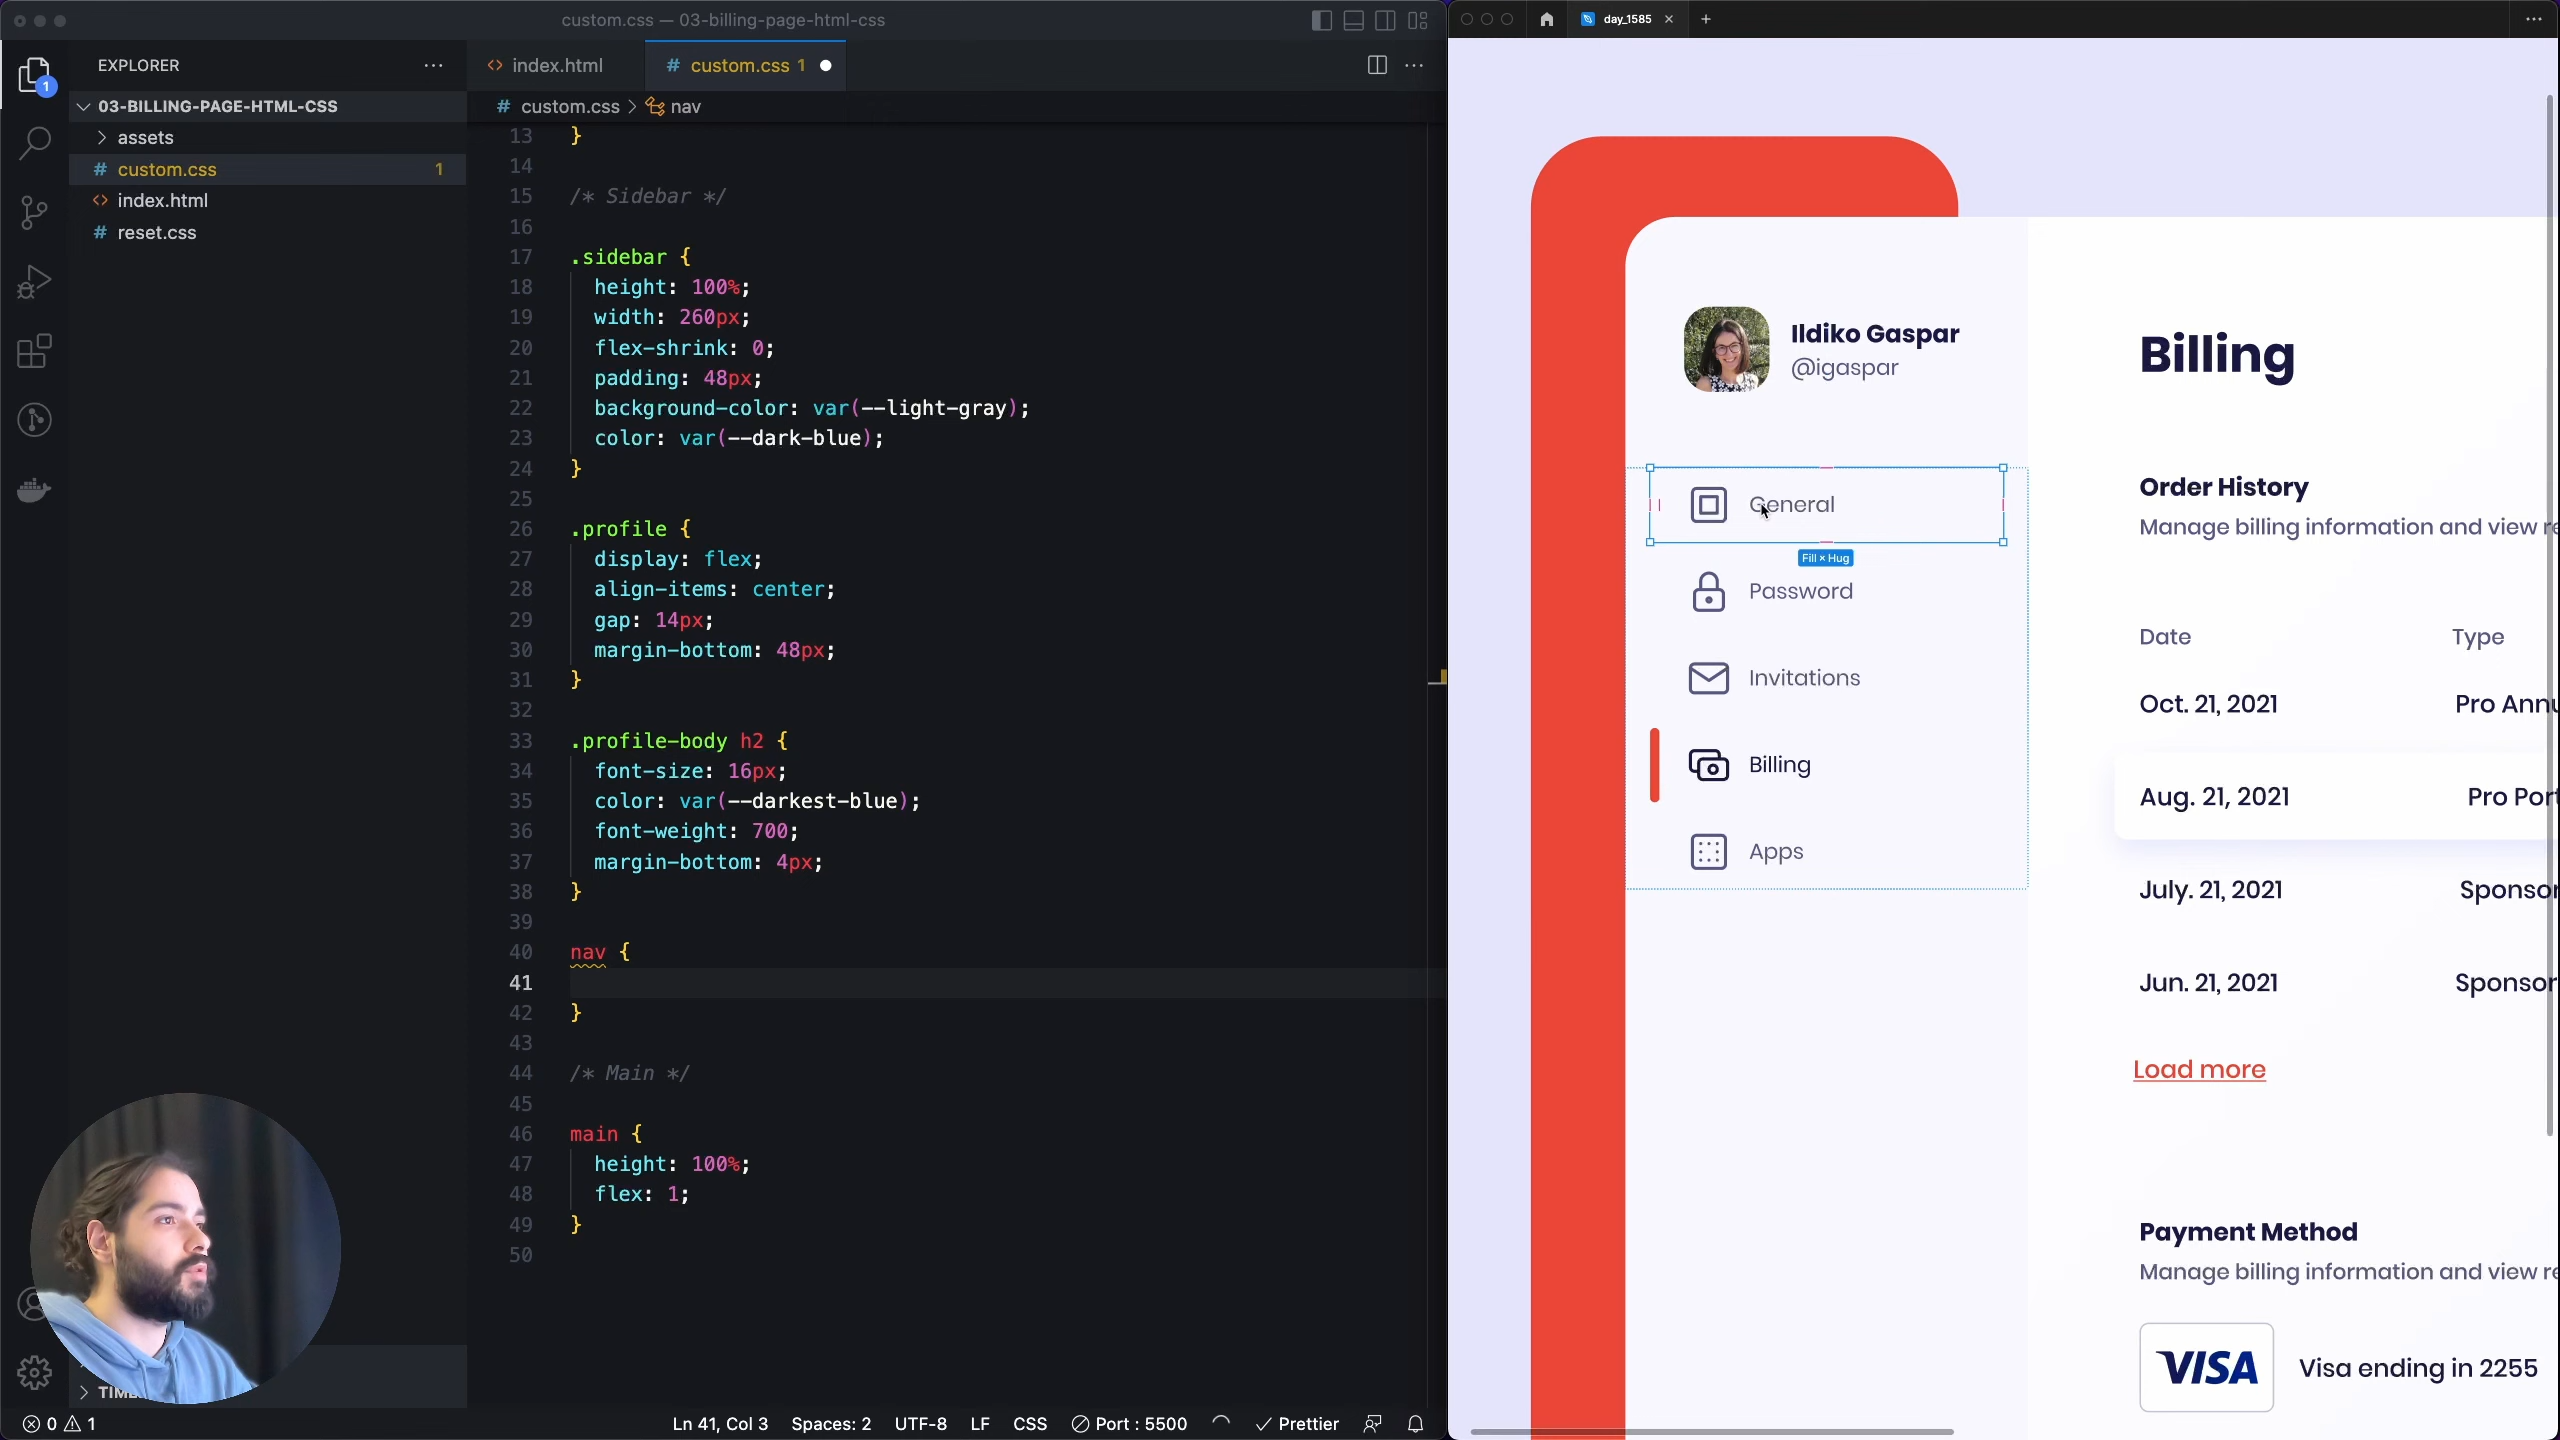 custom.css — 03-billing-page-html-css
day_1585
EXPLORER
index.html
custom.css 1
1
03-BILLING-PAGE-HTML-CSS
# custom.css > nav
assets
# custom.css 1
<> index.html
# reset.css
13 }
14
15 /* Sidebar */
16
17 .sidebar {
18 height: 100%;
19 width: 260px;
20 flex-shrink: 0;
21 padding: 48px;
22 background-color: var(--light-gray);
23 color: var(--dark-blue);
24 }
25
26 .profile {
27 display: flex;
28 align-items: center;
29 gap: 14px;
30 margin-bottom: 48px;
31 }
32
33 .profile-body h2 {
34 font-size: 16px;
35 color: var(--darkest-blue);
36 font-weight: 700;
37 margin-bottom: 4px;
38 }
39
40 nav {
41
42 }
43
44 /* Main */
45
46 main {
47 height: 100%;
48 flex: 1;
49 }
50
0 1
Ln 41, Col 3 Spaces: 2 UTF-8 LF CSS Port : 5500 Prettier
Ildiko Gaspar
@igaspar
General
Fill × Hug
Password
Invitations
Billing
Apps
Billing
Order History
Manage billing information and view
Date Type
Oct. 21, 2021 Pro
Aug. 21, 2021 Pro
July. 21, 2021
Jun. 21, 2021
Load more
Payment Method
Manage billing information and view
VISA Visa ending in 2255